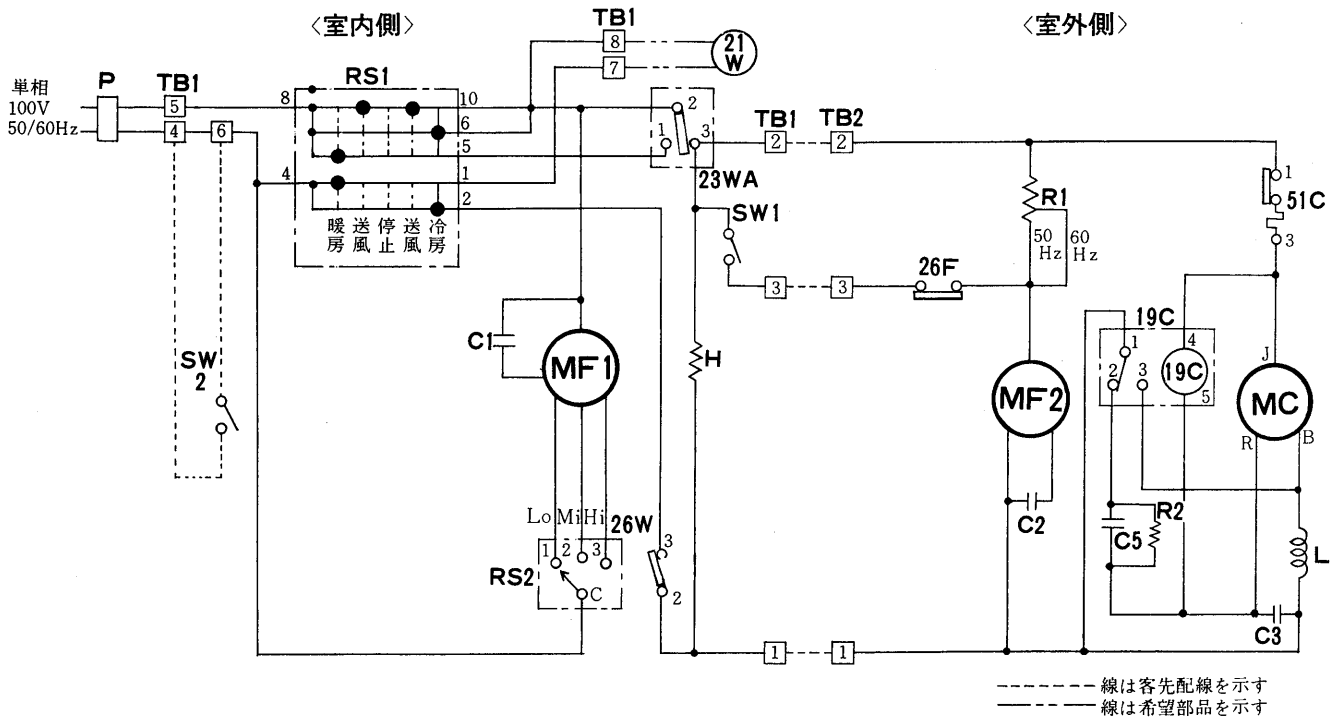 〈室内側〉
〈室外側〉
TB1
8
7
21
W
単相
100V
50/60Hz
P
TB1
5
4
6
RS1
8
4
10
6
5
1
2
暖房
送風
停止
送風
冷房
SW
2
1
2
3
23WA
TB1
TB2
2
2
SW1
3
3
26F
R1
50
Hz
60
Hz
1
51C
3
C1
MF1
H
MF2
C2
19C
1
2
3
4
19C
5
J
MC
R
B
Lo Mi Hi
26W
1
2
3
C
RS2
3
2
C5
R2
L
C3
1
1
線は客先配線を示す
線は希望部品を示す